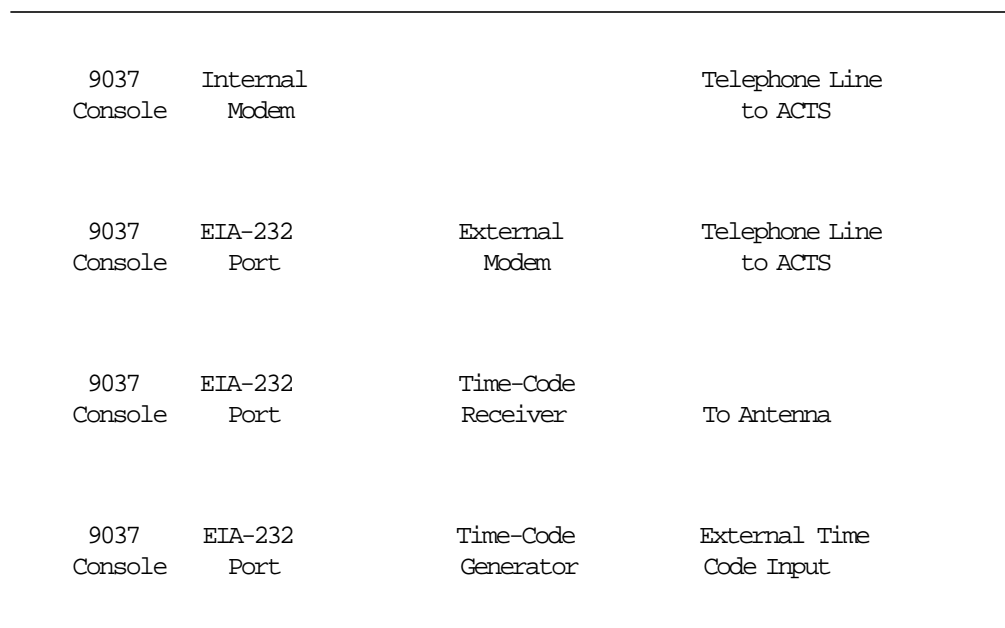 9037 Internal Telephone Line
Console Modem to ACTS
9037 EIA-232 External Telephone Line
Console Port Modem to ACTS
9037 EIA-232 Time-Code
Console Port Receiver To Antenna
9037 EIA-232 Time-Code External Time
Console Port Generator Code Input